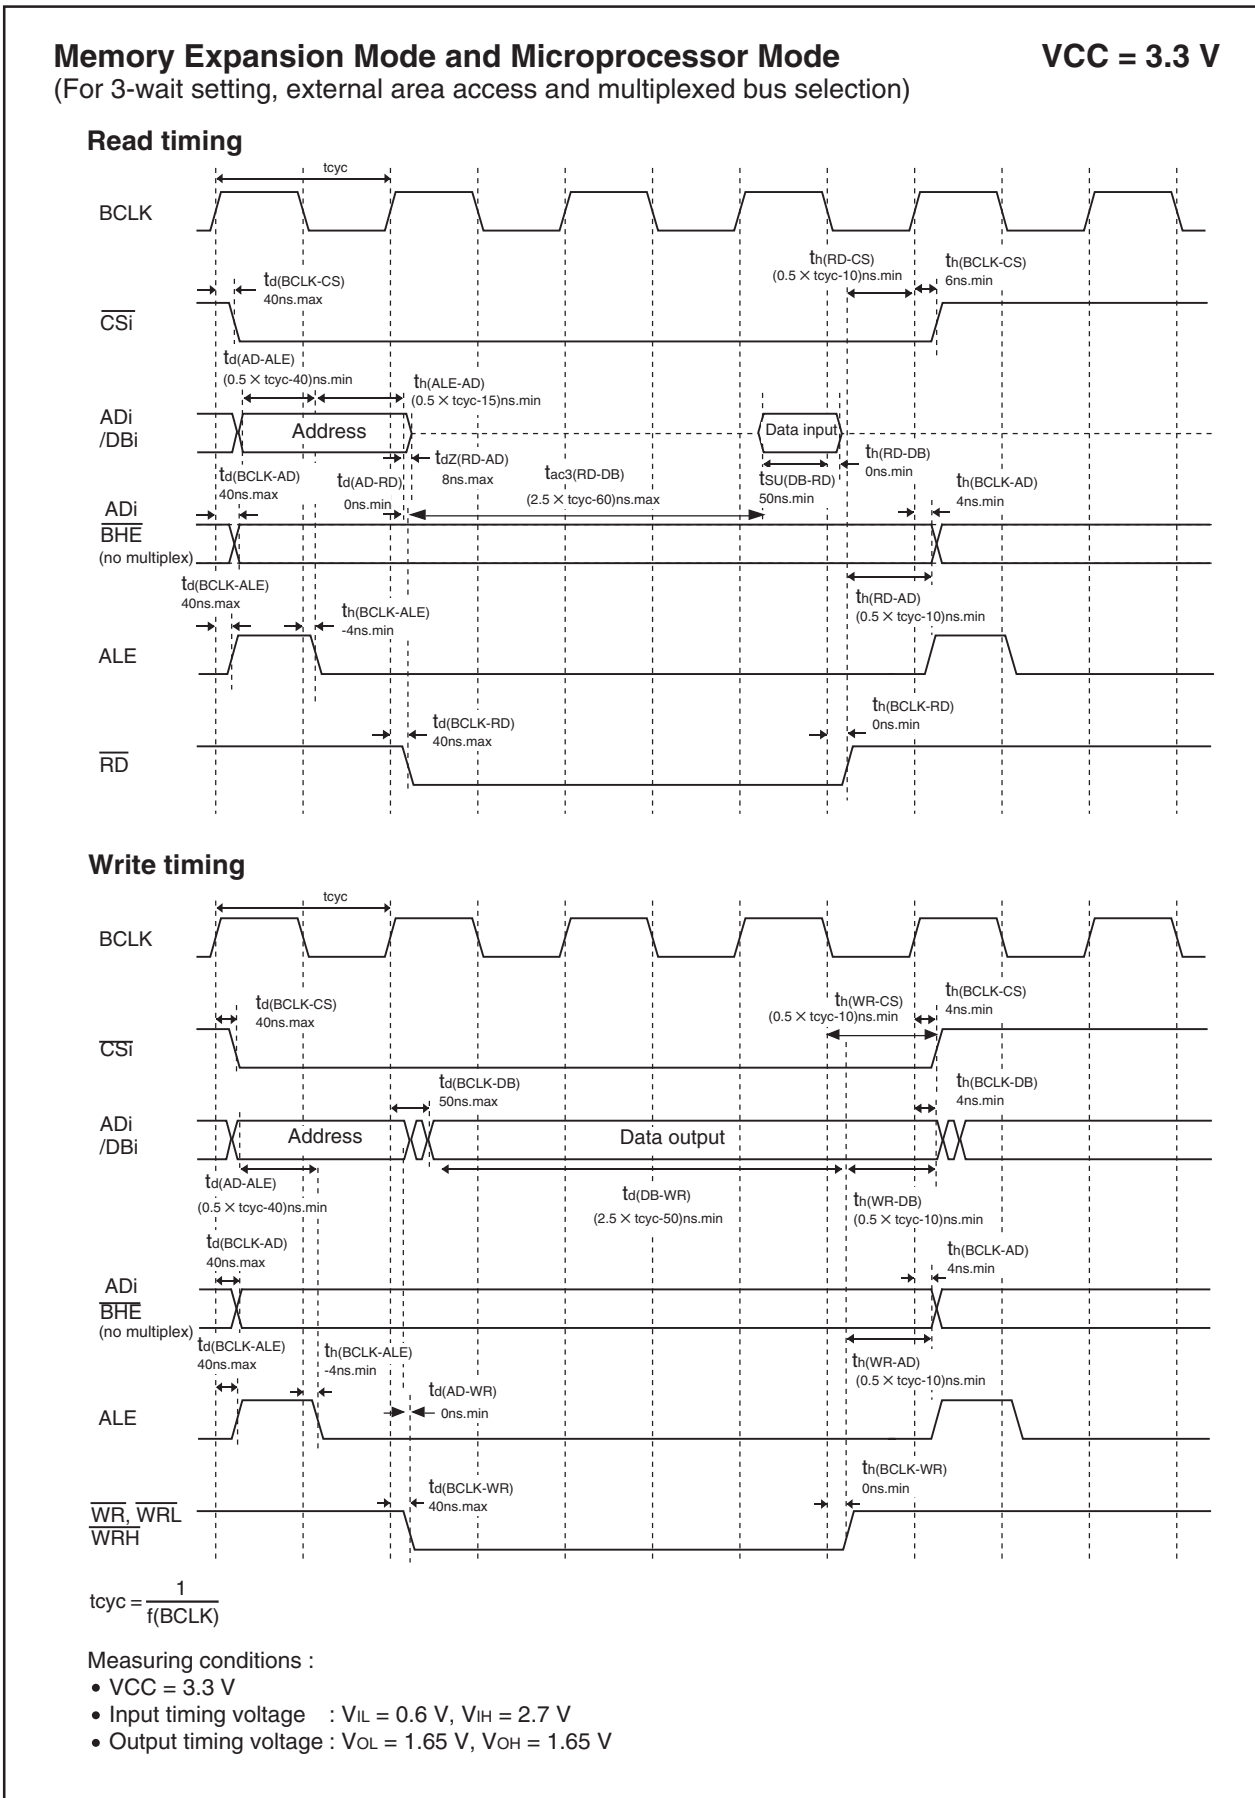 Memory Expansion Mode and Microprocessor Mode VCC = 3.3 V
(For 3-wait setting, external area access and multiplexed bus selection)
Read timing
tcyc
BCLK
td(BCLK-CS)
40ns.max
th(RD-CS)
(0.5 × tcyc-10)ns.min
th(BCLK-CS)
6ns.min
CSi
td(AD-ALE)
(0.5 × tcyc-40)ns.min
th(ALE-AD)
(0.5 × tcyc-15)ns.min
ADi
/DBi
Address
Data input
td(BCLK-AD)
40ns.max
td(AD-RD)
0ns.min
tdZ(RD-AD)
8ns.max
tac3(RD-DB)
(2.5 × tcyc-60)ns.max
tSU(DB-RD)
50ns.min
th(RD-DB)
0ns.min
th(BCLK-AD)
4ns.min
ADi
BHE
(no multiplex)
td(BCLK-ALE)
40ns.max
th(BCLK-ALE)
-4ns.min
th(RD-AD)
(0.5 × tcyc-10)ns.min
ALE
td(BCLK-RD)
40ns.max
th(BCLK-RD)
0ns.min
RD
Write timing
tcyc
BCLK
td(BCLK-CS)
40ns.max
th(WR-CS)
(0.5 × tcyc-10)ns.min
th(BCLK-CS)
4ns.min
CSi
td(BCLK-DB)
50ns.max
th(BCLK-DB)
4ns.min
ADi
/DBi
Address
Data output
td(AD-ALE)
(0.5 × tcyc-40)ns.min
td(DB-WR)
(2.5 × tcyc-50)ns.min
th(WR-DB)
(0.5 × tcyc-10)ns.min
td(BCLK-AD)
40ns.max
th(BCLK-AD)
4ns.min
ADi
BHE
(no multiplex)
td(BCLK-ALE)
40ns.max
th(BCLK-ALE)
-4ns.min
th(WR-AD)
(0.5 × tcyc-10)ns.min
td(AD-WR)
0ns.min
ALE
td(BCLK-WR)
40ns.max
th(BCLK-WR)
0ns.min
WR, WRL
WRH
tcyc = 1
f(BCLK)
Measuring conditions :
• VCC = 3.3 V
• Input timing voltage : VIL = 0.6 V, VIH = 2.7 V
• Output timing voltage : VOL = 1.65 V, VOH = 1.65 V